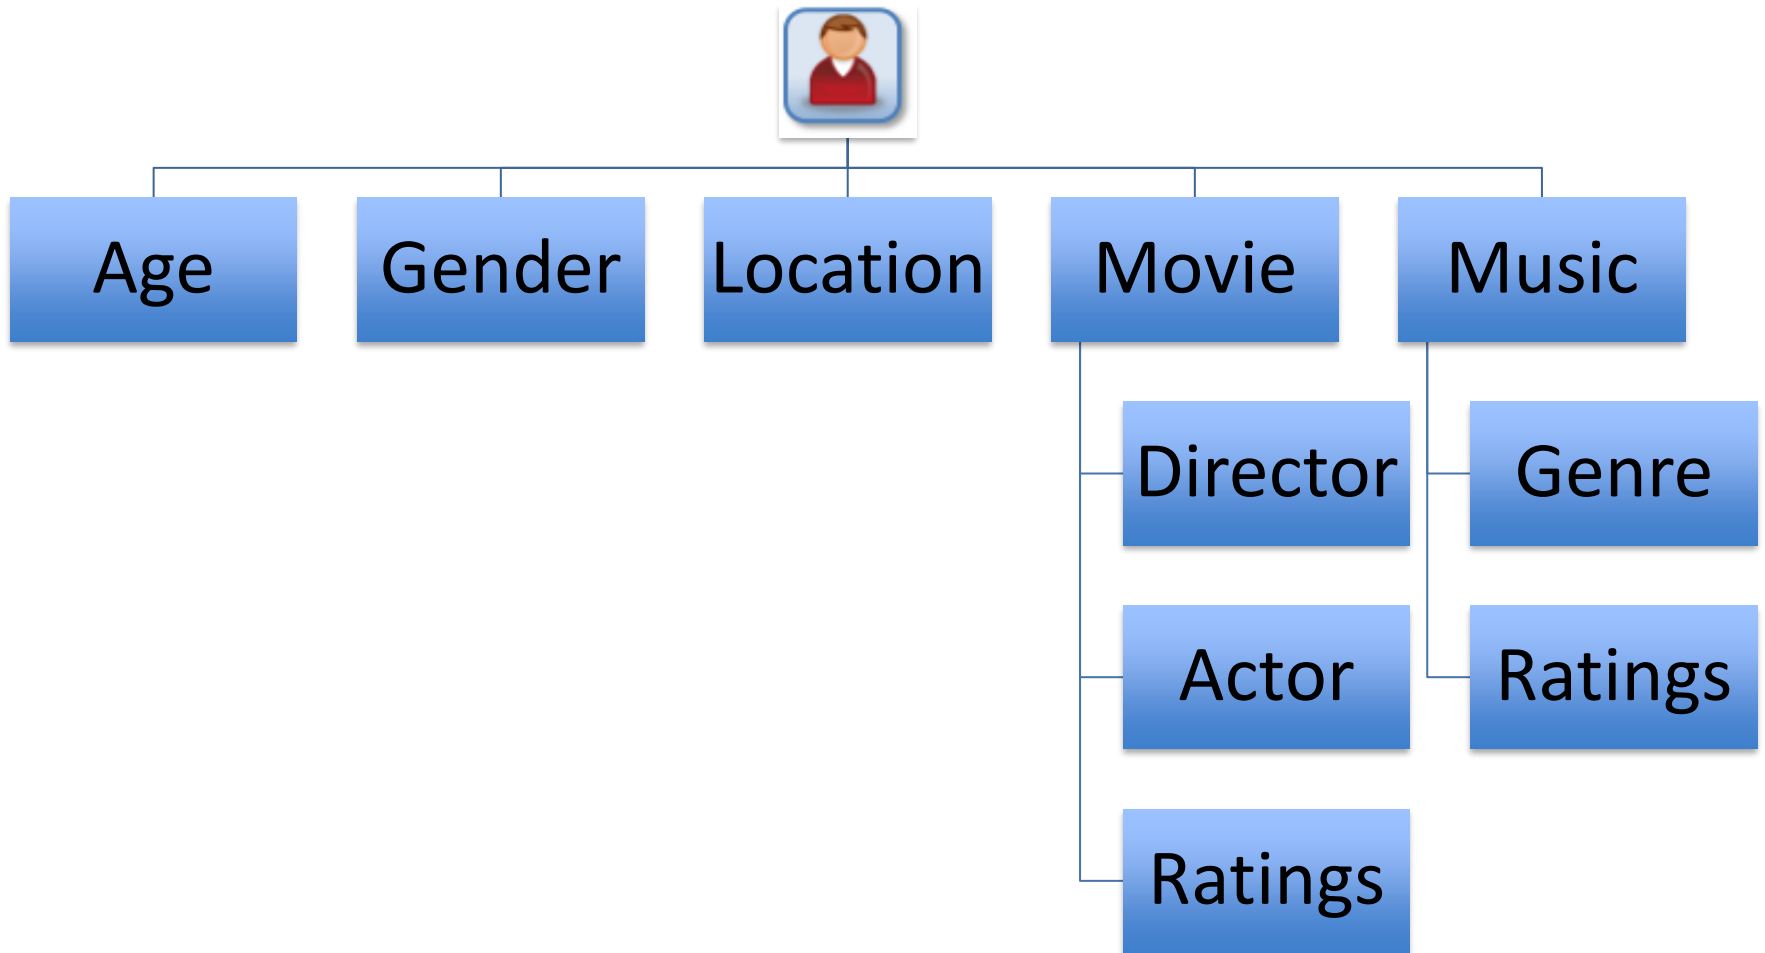 Age
Gender
Location
Movie
Music
Director
Genre
Actor
Ratings
Ratings